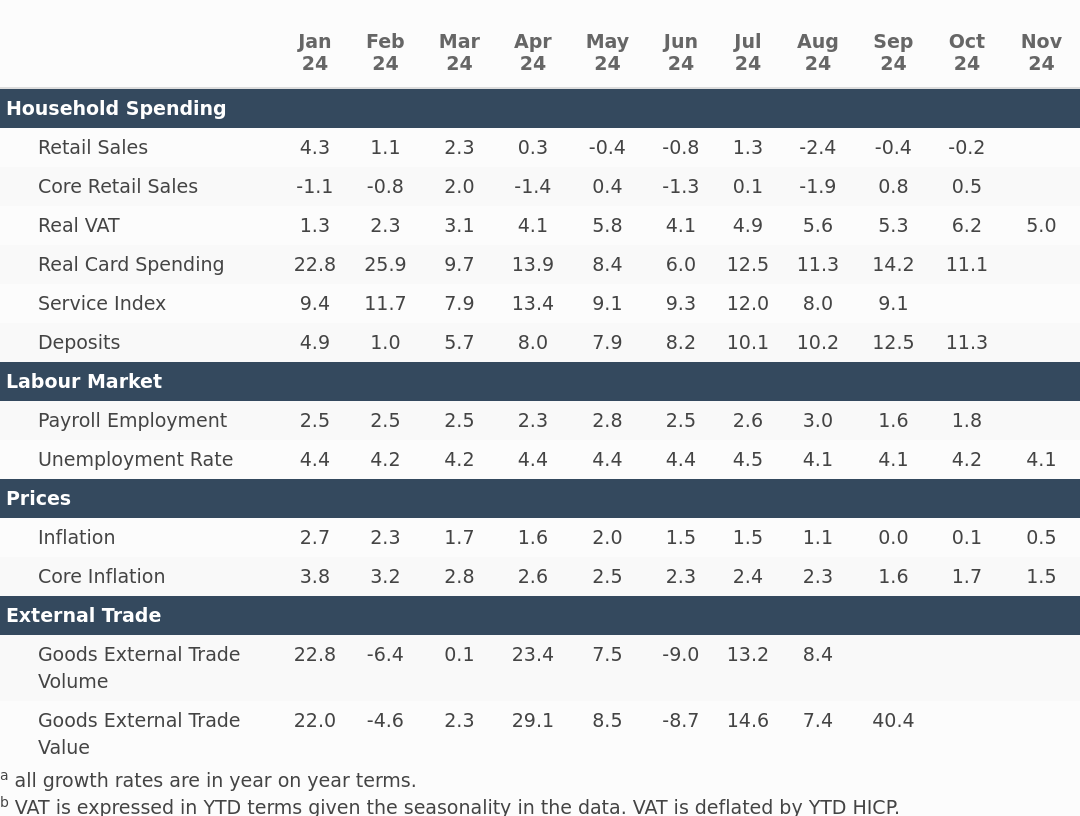 Jan 24 Feb 24 Mar 24 Apr 24 May 24 Jun 24 Jul 24 Aug 24 Sep 24 Oct 24 Nov 24
Household Spending
Retail Sales 4.3 1.1 2.3 0.3 -0.4 -0.8 1.3 -2.4 -0.4 -0.2
Core Retail Sales -1.1 -0.8 2.0 -1.4 0.4 -1.3 0.1 -1.9 0.8 0.5
Real VAT 1.3 2.3 3.1 4.1 5.8 4.1 4.9 5.6 5.3 6.2 5.0
Real Card Spending 22.8 25.9 9.7 13.9 8.4 6.0 12.5 11.3 14.2 11.1
Service Index 9.4 11.7 7.9 13.4 9.1 9.3 12.0 8.0 9.1
Deposits 4.9 1.0 5.7 8.0 7.9 8.2 10.1 10.2 12.5 11.3
Labour Market
Payroll Employment 2.5 2.5 2.5 2.3 2.8 2.5 2.6 3.0 1.6 1.8
Unemployment Rate 4.4 4.2 4.2 4.4 4.4 4.4 4.5 4.1 4.1 4.2 4.1
Prices
Inflation 2.7 2.3 1.7 1.6 2.0 1.5 1.5 1.1 0.0 0.1 0.5
Core Inflation 3.8 3.2 2.8 2.6 2.5 2.3 2.4 2.3 1.6 1.7 1.5
External Trade
Goods External Trade Volume 22.8 -6.4 0.1 23.4 7.5 -9.0 13.2 8.4
Goods External Trade Value 22.0 -4.6 2.3 29.1 8.5 -8.7 14.6 7.4 40.4
a all growth rates are in year on year terms.
b VAT is expressed in YTD terms given the seasonality in the data. VAT is deflated by YTD HICP.